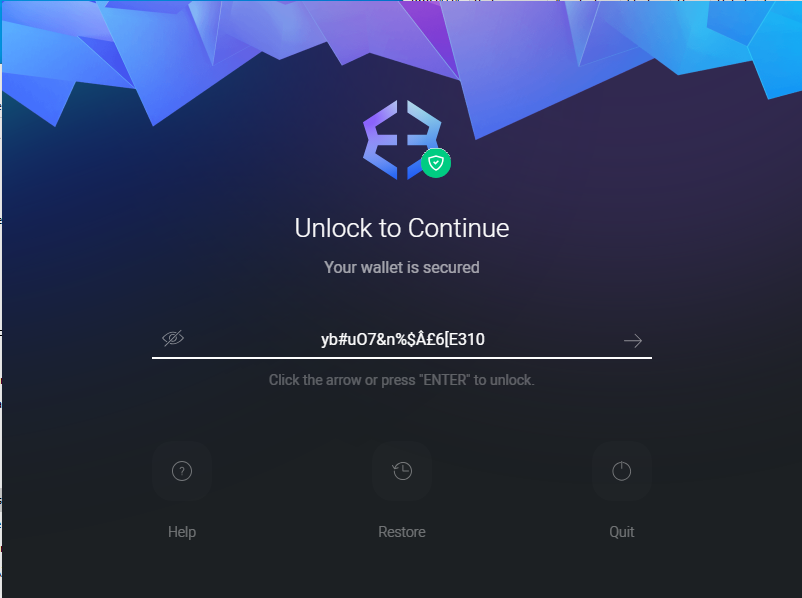 Unlock to Continue
Your wallet is secured
yb#uO7&n%$Â£6[E310
Click the arrow or press "ENTER" to unlock.
Help
Restore
Quit